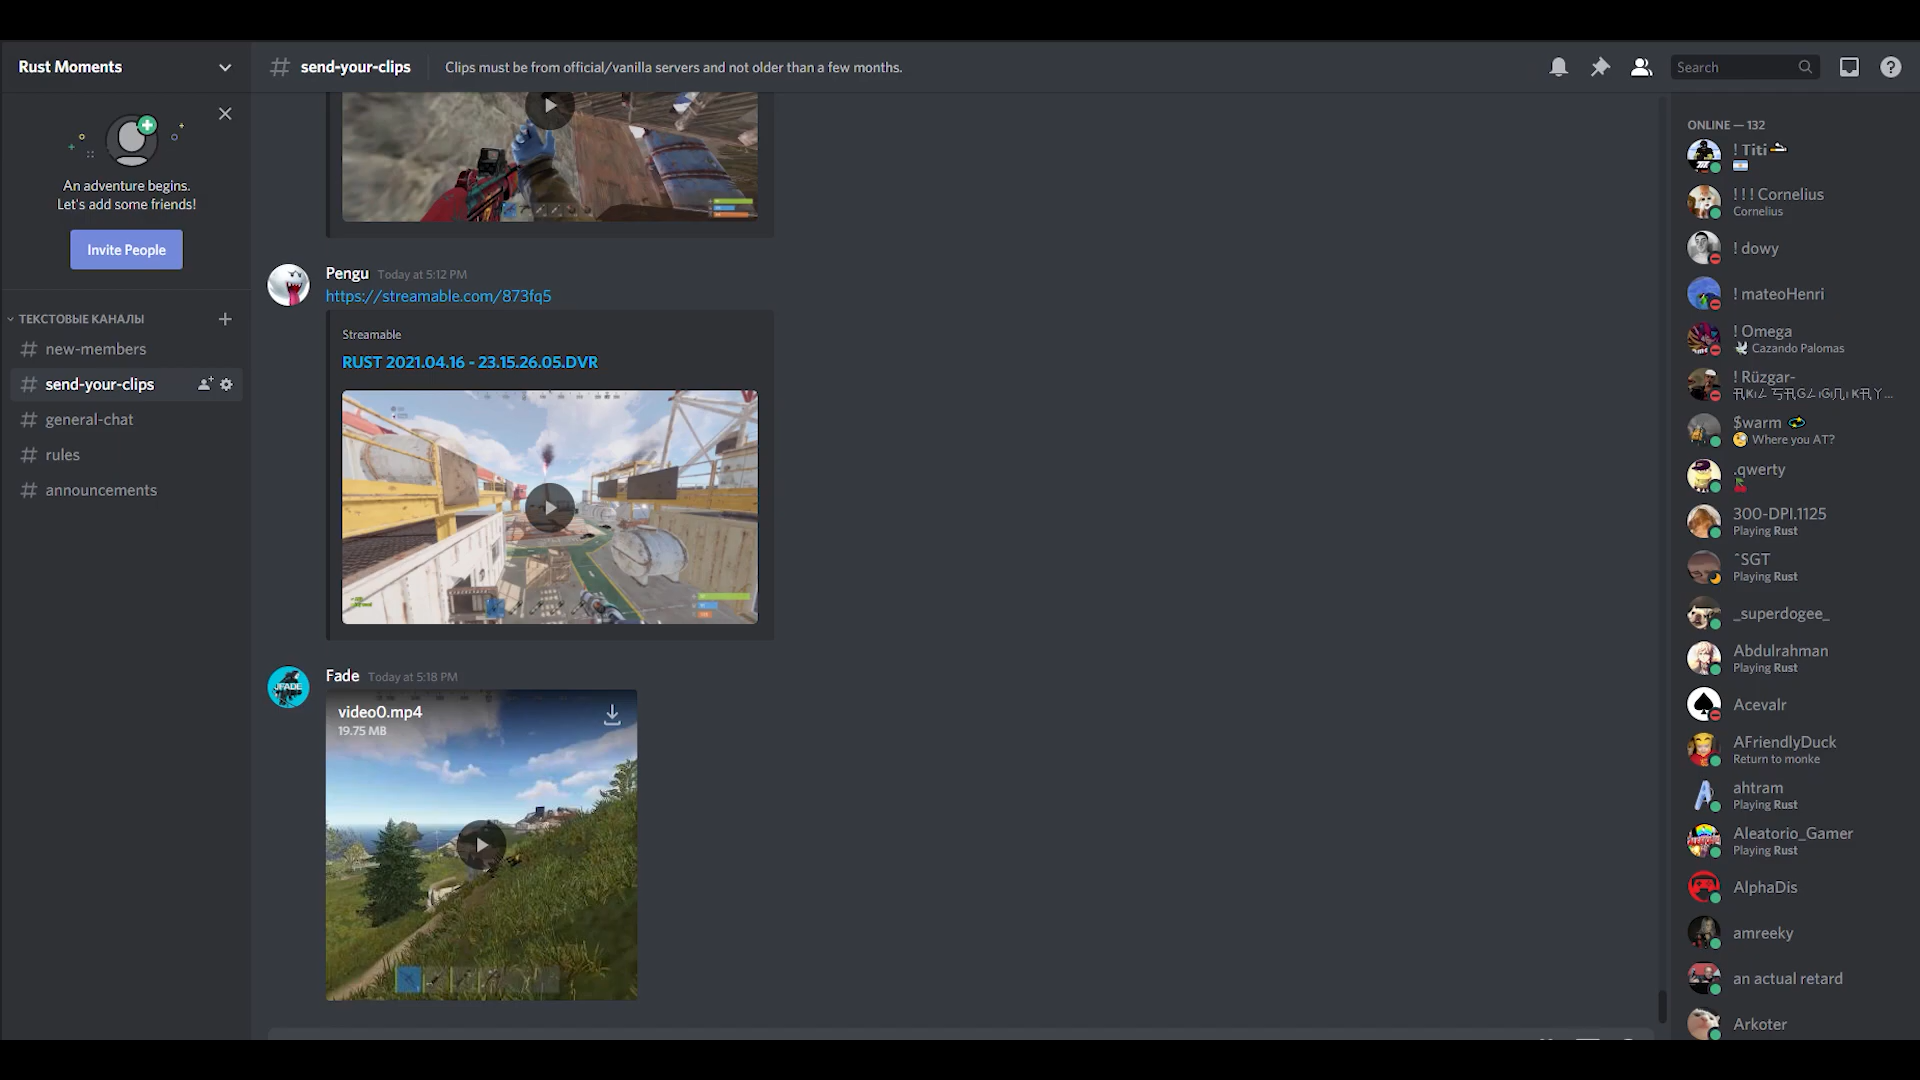 Rust Moments
send-your-clips
Clips must be from official/vanilla servers and not older than a few months.
Search
An adventure begins.
Let's add some friends!
Invite People
ТЕКСТОВЫЕ КАНАЛЫ
new-members
send-your-clips
general-chat
rules
announcements
Pengu Today at 5:12 PM
https://streamable.com/873fq5
Streamable
RUST 2021.04.16 - 23.15.26.05.DVR
Fade Today at 5:18 PM
video0.mp4
19.75 MB
JFADE
ONLINE — 132
! Titi
! ! ! Cornelius
Cornelius
! dowy
! mateoHenri
! Omega
Cazando Palomas
! Rüzgar-
$warm
Where you AT?
.qwerty
300-DPI.1125
Playing Rust
ˆSGT
Playing Rust
_superdogee_
Abdulrahman
Playing Rust
Acevalr
AFriendlyDuck
Return to monke
ahtram
Playing Rust
Aleatorio_Gamer
Playing Rust
AlphaDis
amreeky
an actual retard
Arkoter